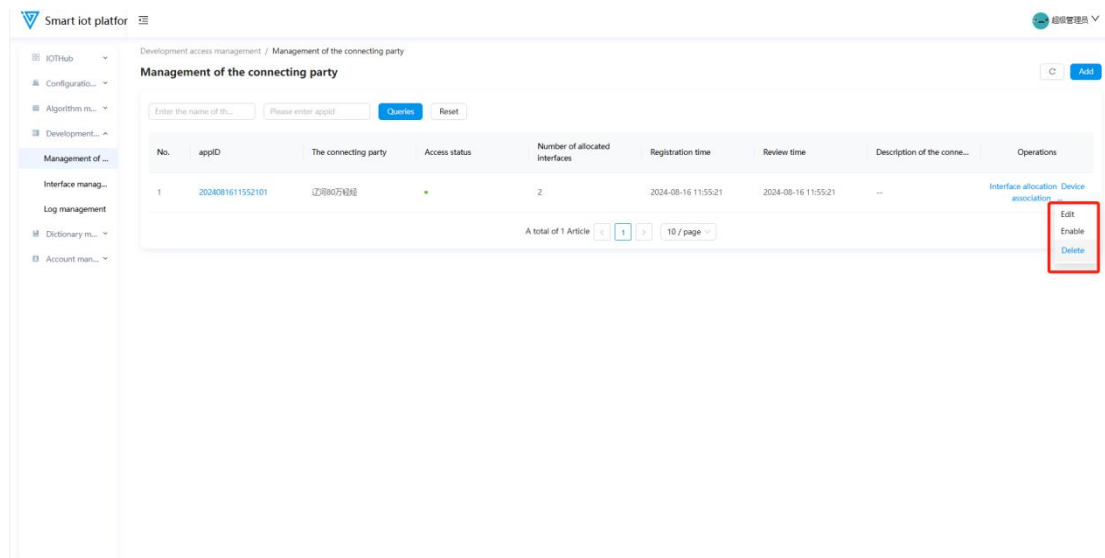 Smart iot platfor
超级管理员
IOTHub
Configuratio...
Algorithm m...
Development...
Management of ...
Interface manag...
Log management
Dictionary m...
Account man...
Development access management / Management of the connecting party
Management of the connecting party
Add
Enter the name of th...
Please enter appid
Queries
Reset
No.
appID
The connecting party
Access status
Number of allocated
interfaces
Registration time
Review time
Description of the conne...
Operations
1
2024081611552101
辽河80万轻烃
2
2024-08-16 11:55:21
2024-08-16 11:55:21
--
Interface allocation Device
association ...
Edit
Enable
Delete
A total of 1 Article < 1 > 10 / page